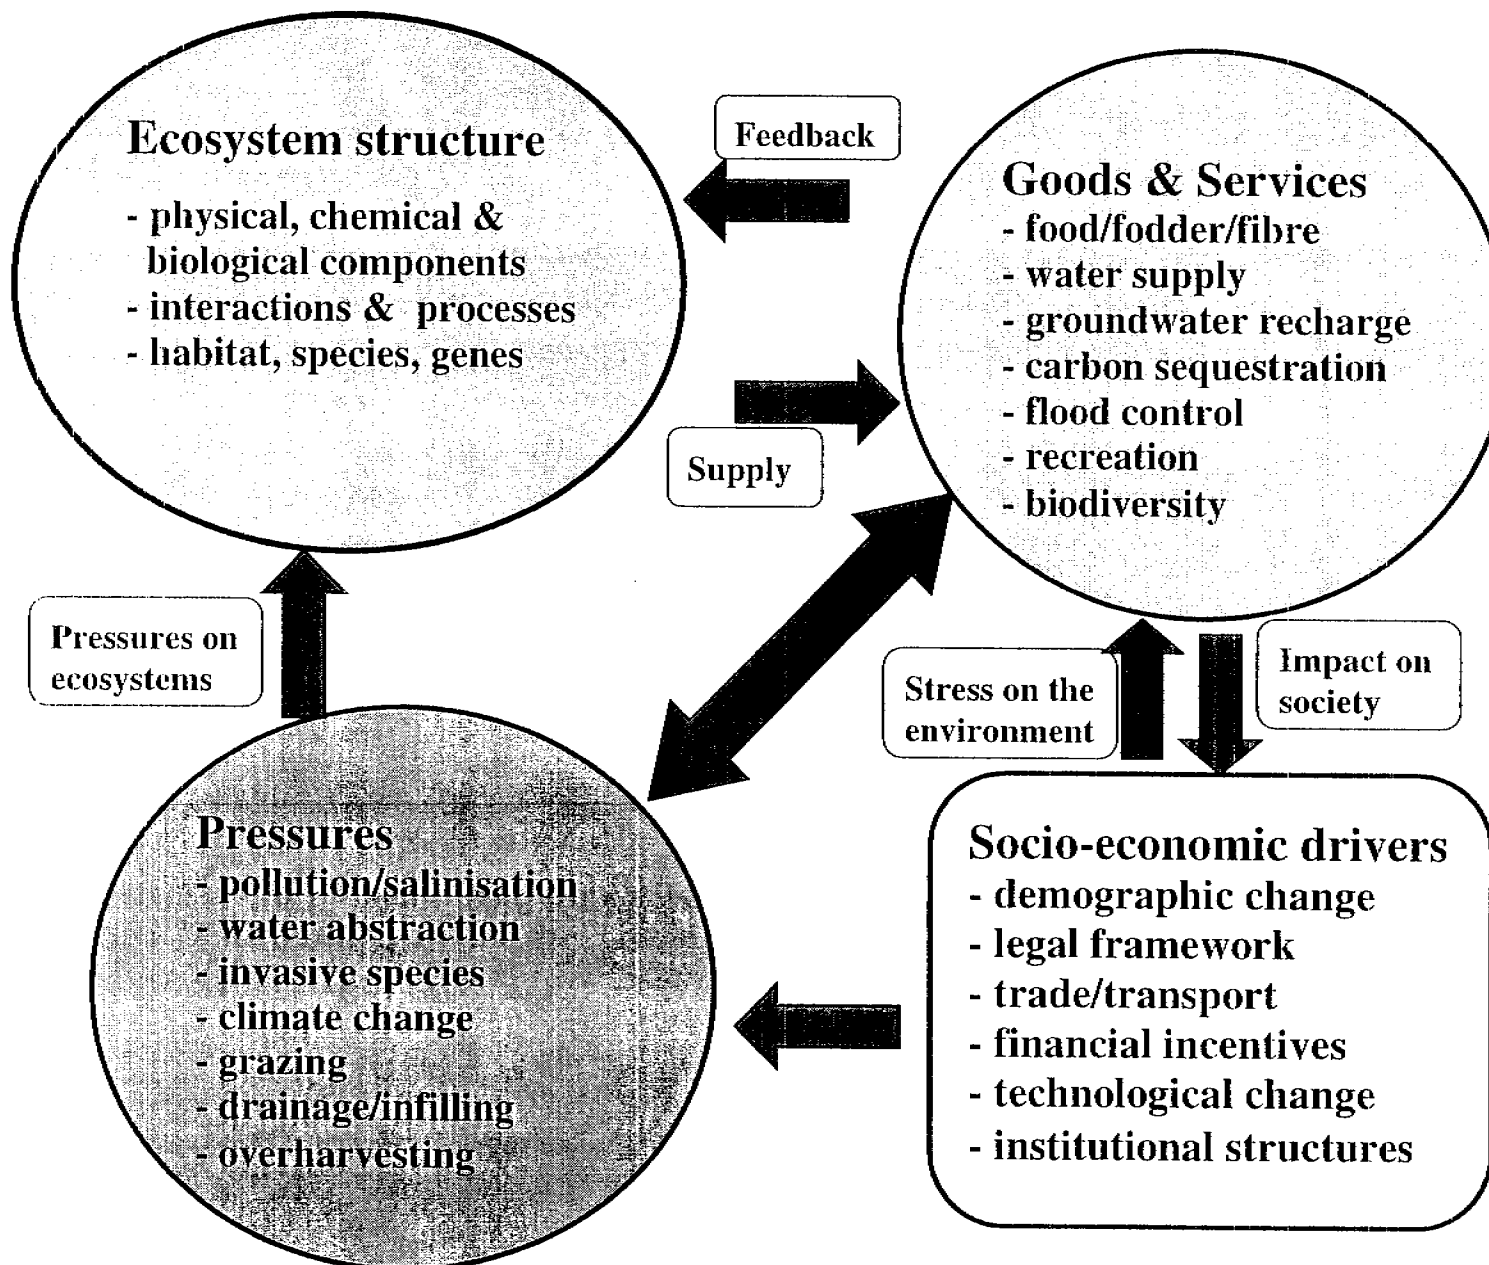 Ecosystem structure
- physical, chemical &
biological components
- interactions & processes
- habitat, species, genes
Feedback
Supply
Goods & Services
- food/fodder/fibre
- water supply
- groundwater recharge
- carbon sequestration
- flood control
- recreation
- biodiversity
Pressures on
ecosystems
Stress on the
environment
Impact on
society
Pressures
- pollution/salinisation
- water abstraction
- invasive species
- climate change
- grazing
- drainage/infilling
- overharvesting
Socio-economic drivers
- demographic change
- legal framework
- trade/transport
- financial incentives
- technological change
- institutional structures